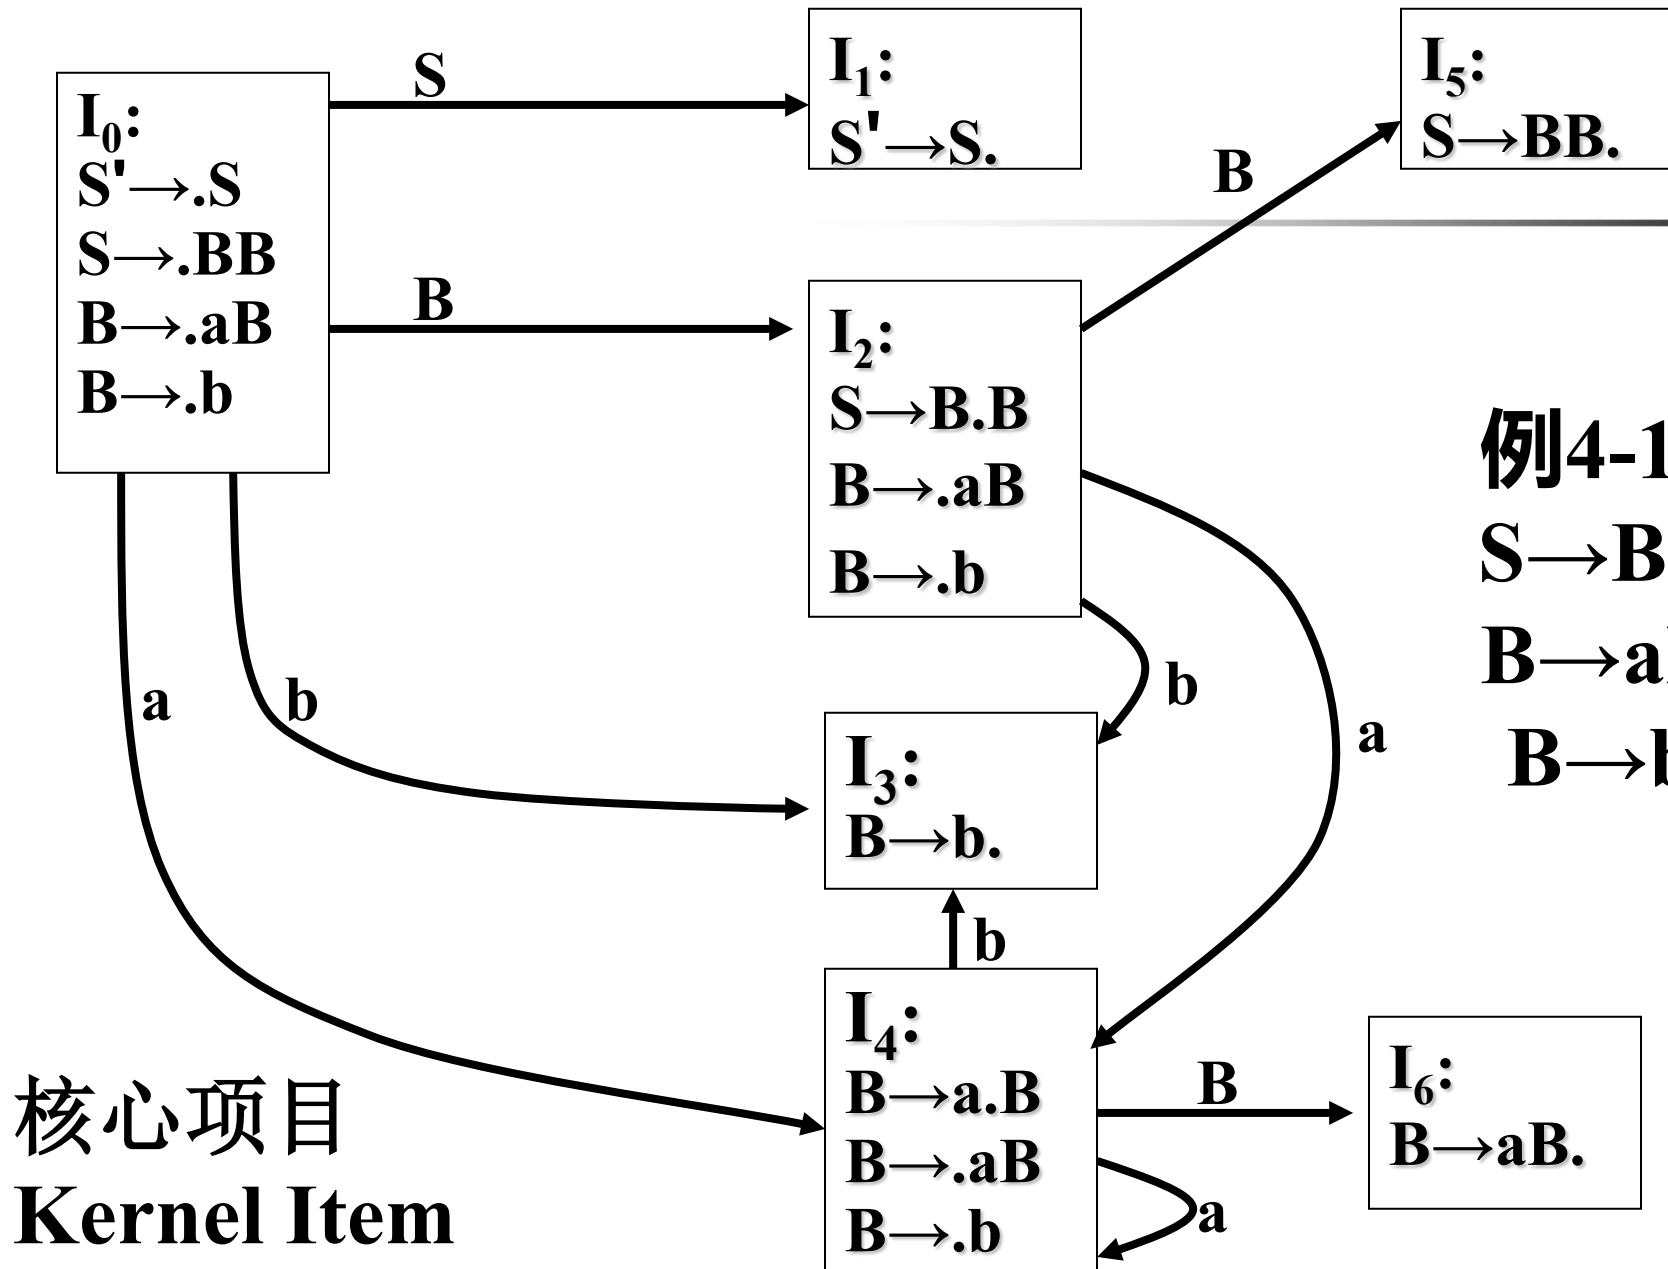 I₀:
S'→.S
S→.BB
B→.aB
B→.b
S
B
a
b
I₁:
S'→S.
I₂:
S→B.B
B→.aB
B→.b
B
b
a
I₅:
S→BB.
I₃:
B→b.
b
I₄:
B→a.B
B→.aB
B→.b
B
a
I₆:
B→aB.
例4-1
S→B
B→a
B→b
核心项目
Kernel Item